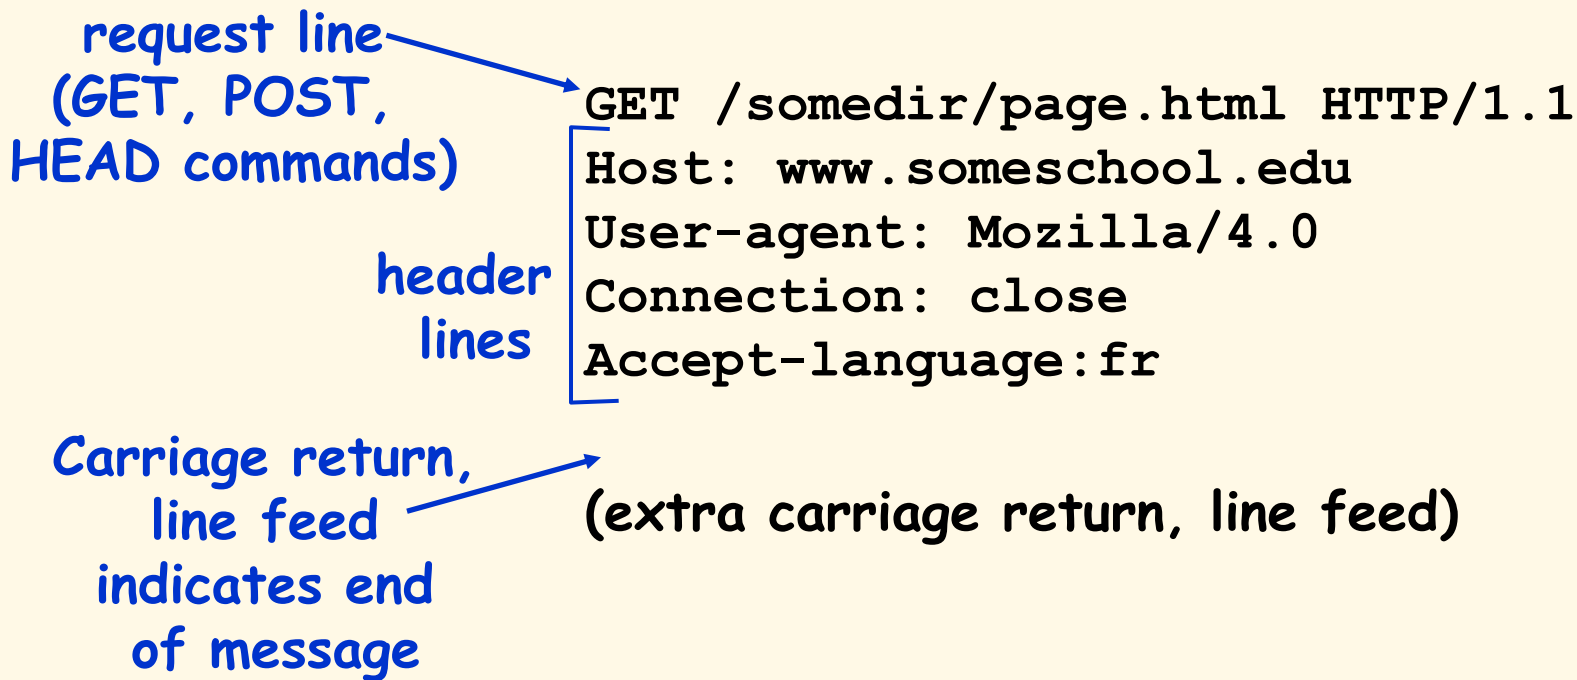 request line
(GET, POST,
HEAD commands)
GET /somedir/page.html HTTP/1.1
Host: www.someschool.edu
User-agent: Mozilla/4.0
Connection: close
Accept-language:fr
header
lines
Carriage return,
line feed
indicates end
of message
(extra carriage return, line feed)